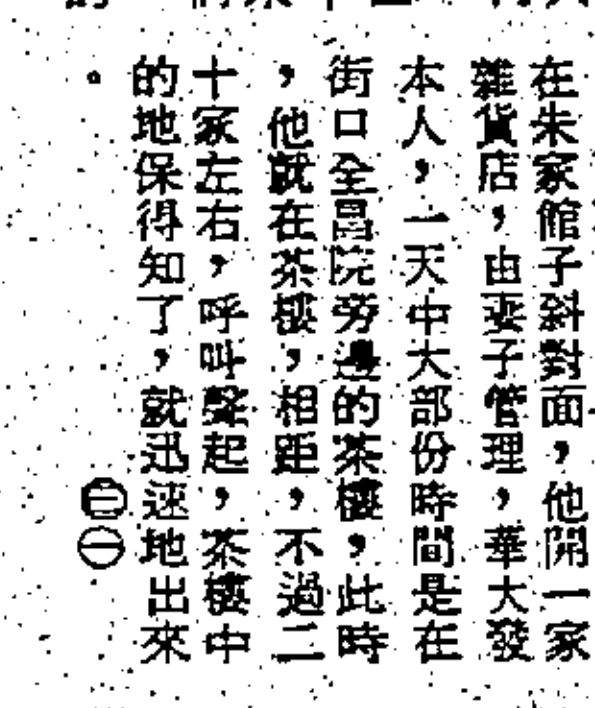 在朱家館子斜對面，他開一家
雜貨店，由妻子管理，華大發
本人，一天中大部份時間是在
街口全昌院旁邊的茶樓，此時
，他就在茶樓，相距，不過二
十家左右，呼叫聲起，茶樓中
的地保得知了，就迅速地出來
。㊁㊀